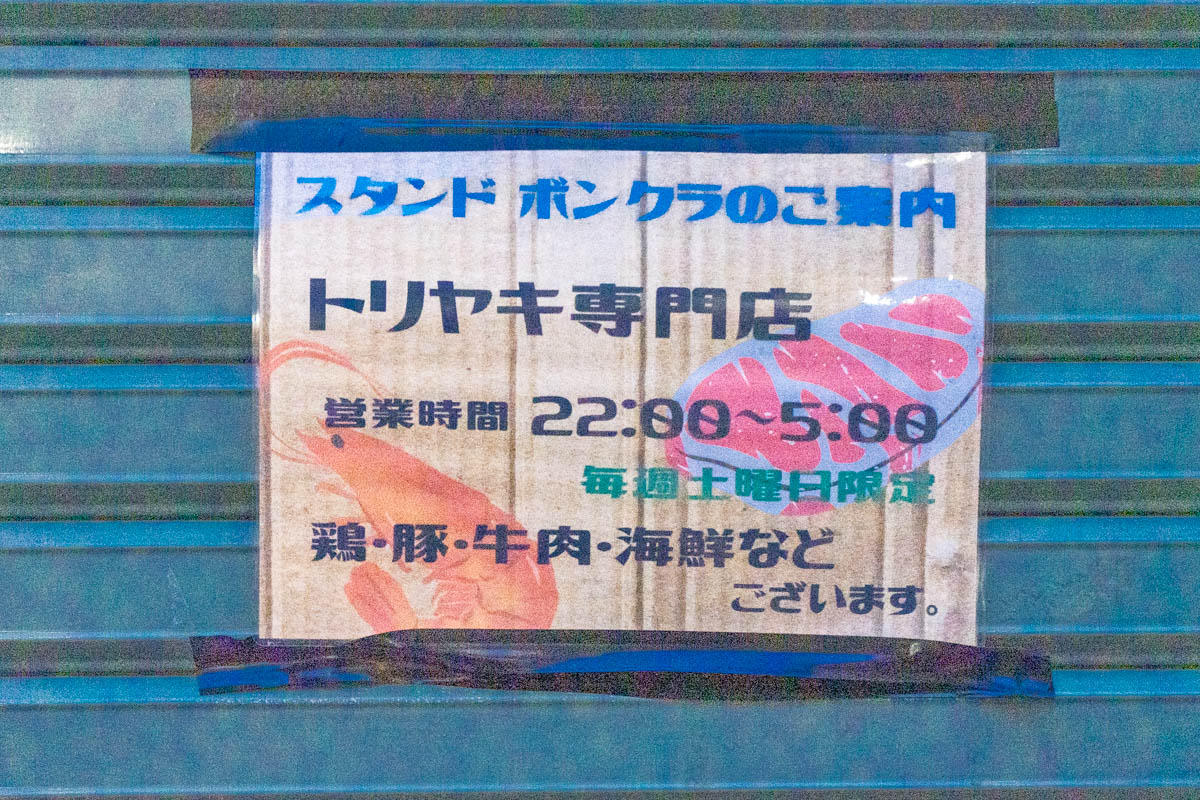 スタンド ボンクラのご案内
トリヤキ専門店
営業時間 22:00~5:00
毎週土曜日限定
鶏・豚・牛肉・海鮮など
ございます。